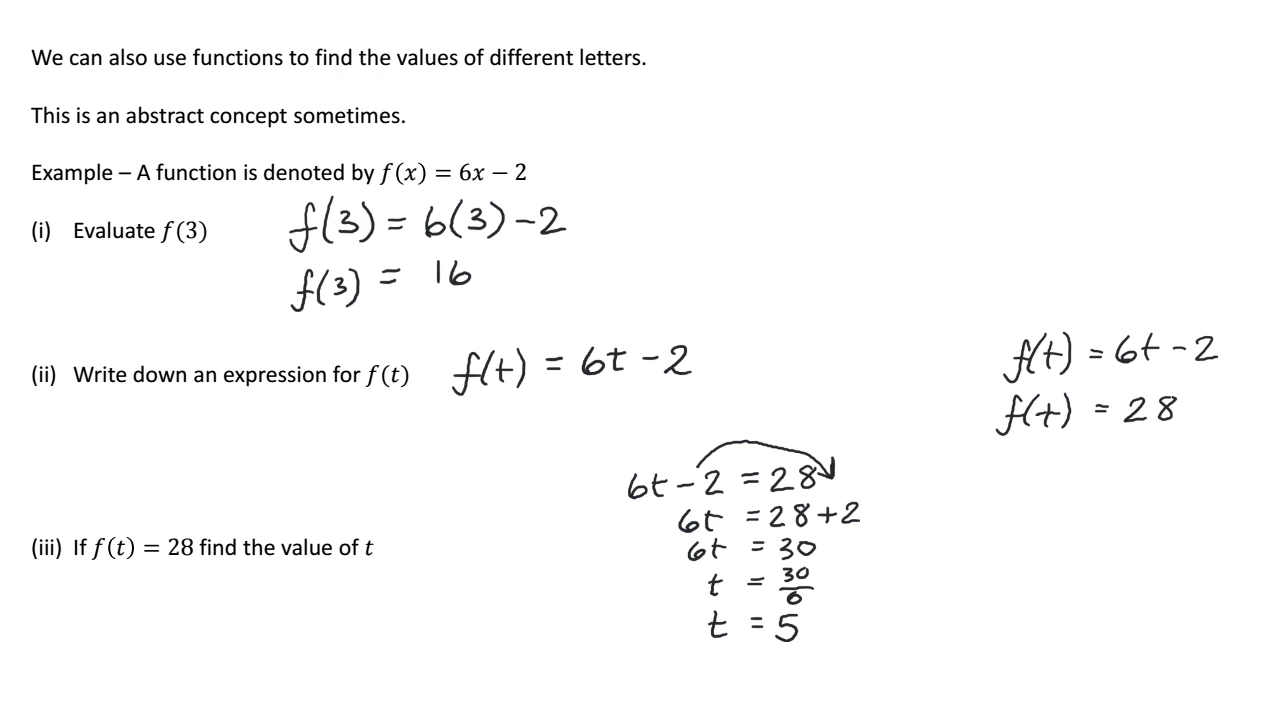 We can also use functions to find the values of different letters.
This is an abstract concept sometimes.
Example – A function is denoted by f(x) = 6x − 2
(i) Evaluate f(3)
f(3) = 6(3) − 2
f(3) = 16
(ii) Write down an expression for f(t)
f(t) = 6t − 2
f(t) = 6t − 2
f(t) = 28
6t − 2 = 28
6t = 28 + 2
(iii) If f(t) = 28 find the value of t
6t = 30
t = 30/6
t = 5